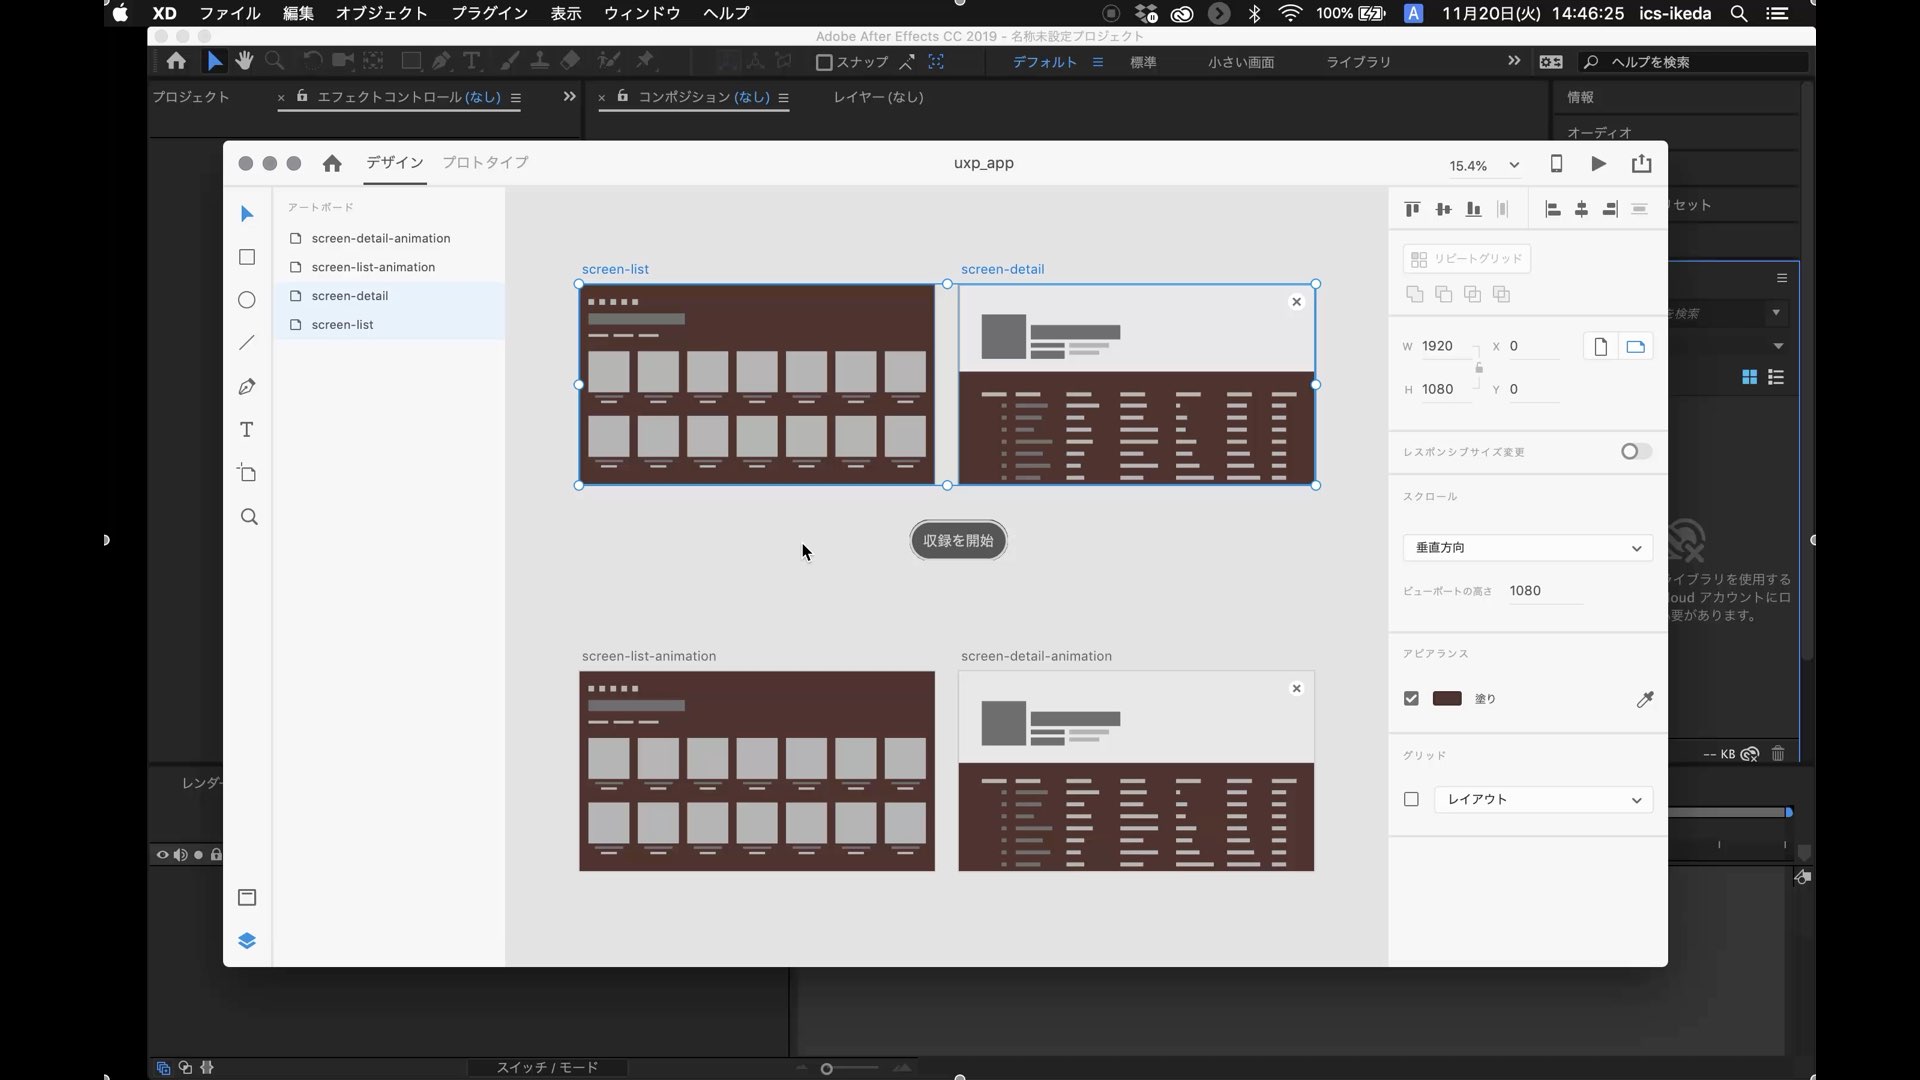 XD ファイル 編集 オブジェクト プラグイン 表示 ウィンドウ ヘルプ 100% A 11月20日(火) 14:46:25 ics-ikeda
Adobe After Effects CC 2019 - 名称未設定プロジェクト
スナップ デフォルト 標準 小さい画面 ライブラリ ヘルプを検索
プロジェクト エフェクトコントロール (なし) コンポジション (なし) レイヤー (なし) 情報
オーディオ
デザイン プロトタイプ uxp_app 15.4%
アートボード
リセット
screen-detail-animation
screen-list-animation
screen-detail
screen-list
screen-list screen-detail
リピートグリッド
を検索
W 1920 X 0
H 1080 Y 0
レスポンシブサイズ変更
スクロール
垂直方向
収録を開始
ビューポートの高さ 1080
イブラリを使用する
loud アカウントにロ
要があります。
screen-list-animation screen-detail-animation
アピアランス
塗り
グリッド
-- KB
レイアウト
レンダー
スイッチ / モード